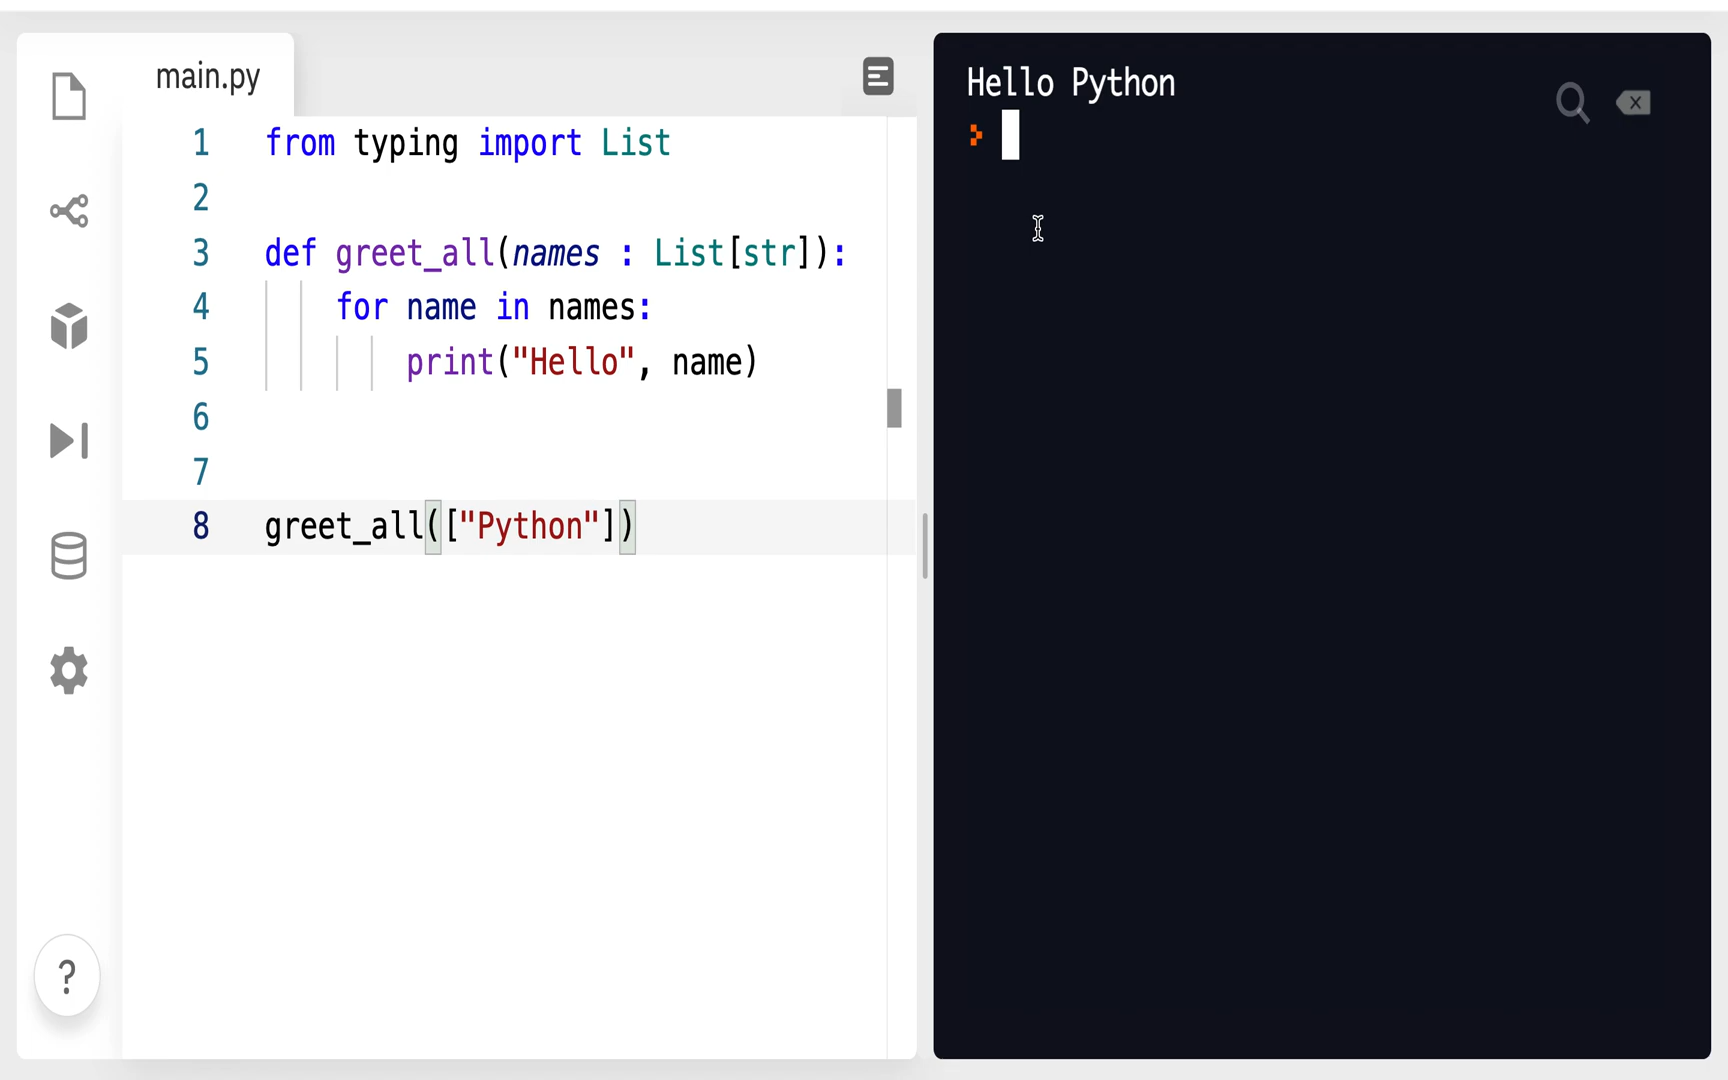 main.py
1 from typing import List
2
3 def greet_all(names : List[str]):
4 for name in names:
5 print("Hello", name)
6
7
8 greet_all(["Python"])
?
Hello Python